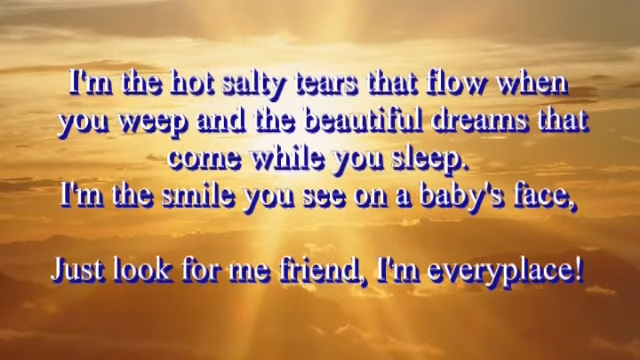 I'm the hot salty tears that flow when
you weep and the beautiful dreams that
come while you sleep.
I'm the smile you see on a baby's face,
Just look for me friend, I'm everyplace!